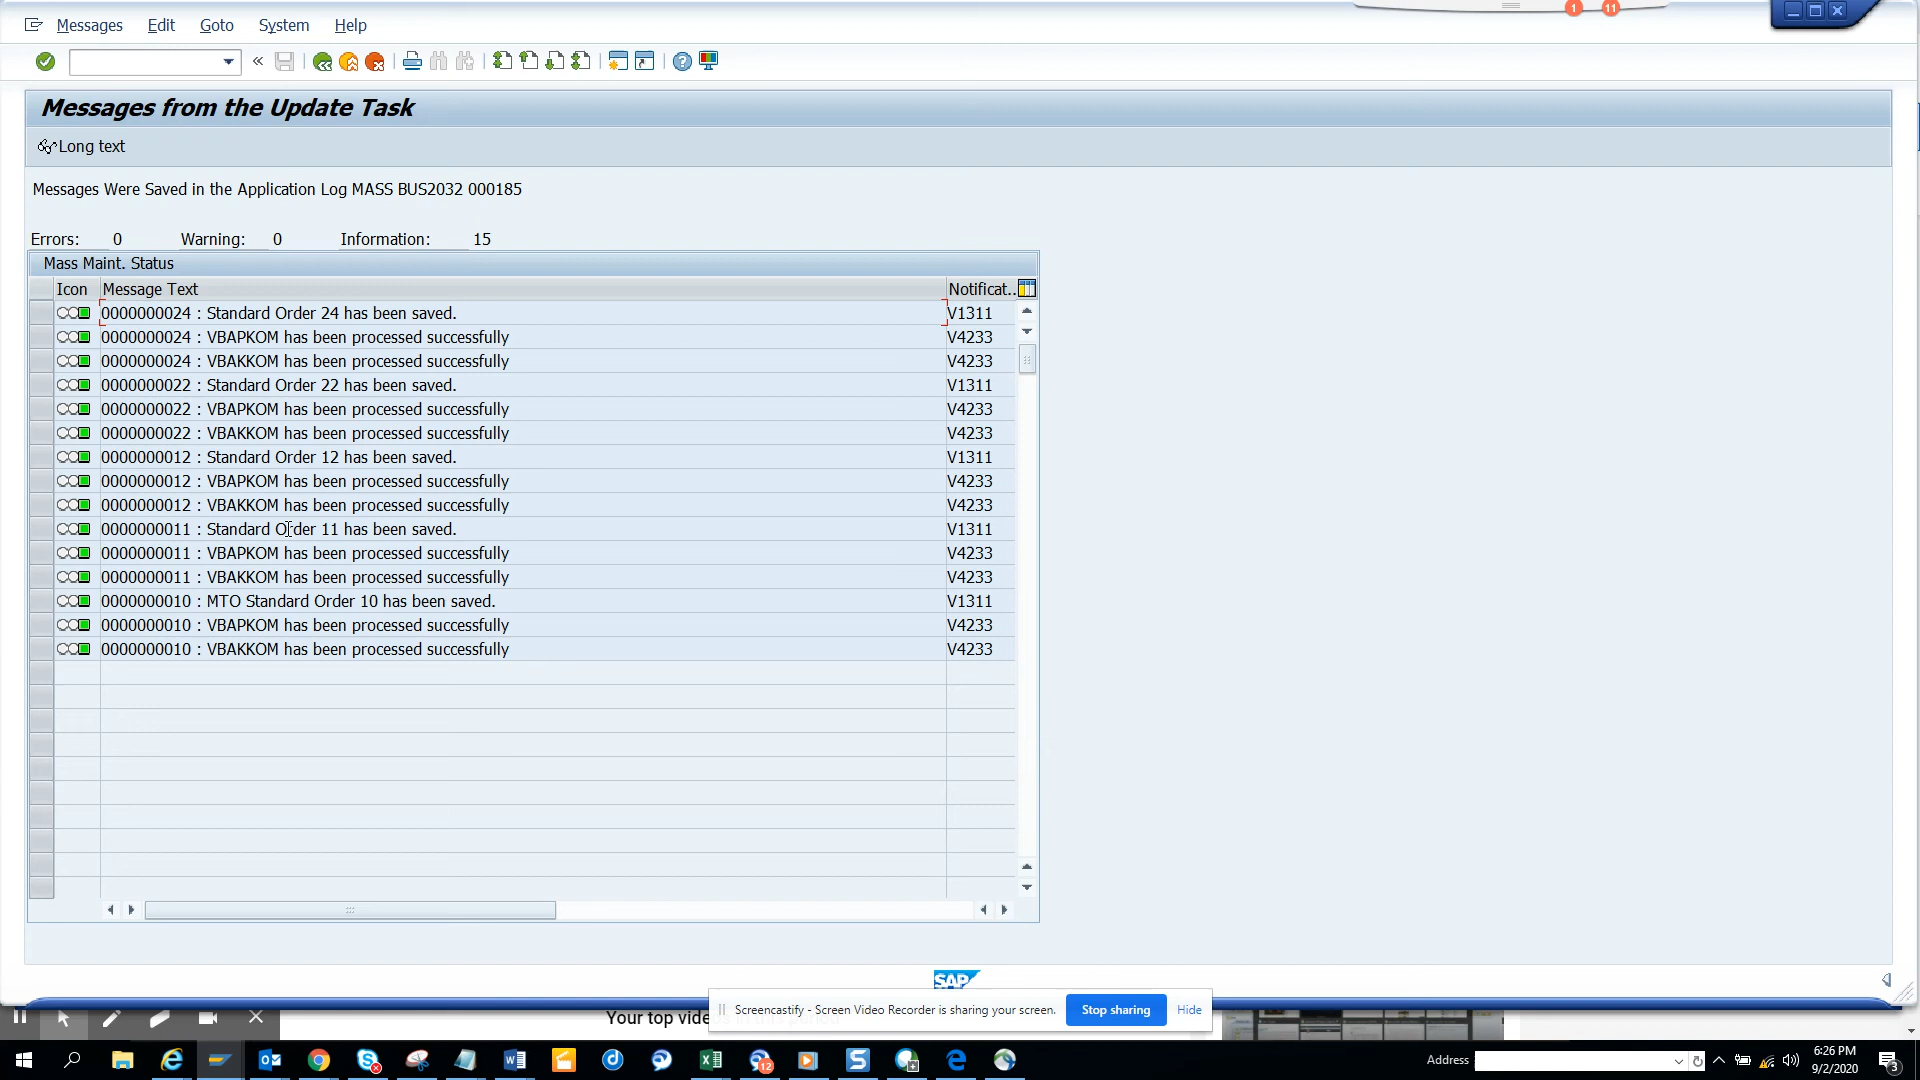 Messages Edit Goto System Help
1 11
«
Messages from the Update Task
Long text
Messages Were Saved in the Application Log MASS BUS2032 000185
Errors: 0 Warning: 0 Information: 15
Mass Maint. Status
Icon Message Text Notificat..
0000000024 : Standard Order 24 has been saved. V1311
0000000024 : VBAPKOM has been processed successfully V4233
0000000024 : VBAKKOM has been processed successfully V4233
0000000022 : Standard Order 22 has been saved. V1311
0000000022 : VBAPKOM has been processed successfully V4233
0000000022 : VBAKKOM has been processed successfully V4233
0000000012 : Standard Order 12 has been saved. V1311
0000000012 : VBAPKOM has been processed successfully V4233
0000000012 : VBAKKOM has been processed successfully V4233
0000000011 : Standard Order 11 has been saved. V1311
0000000011 : VBAPKOM has been processed successfully V4233
0000000011 : VBAKKOM has been processed successfully V4233
0000000010 : MTO Standard Order 10 has been saved. V1311
0000000010 : VBAPKOM has been processed successfully V4233
0000000010 : VBAKKOM has been processed successfully V4233
SAP
Screencastify - Screen Video Recorder is sharing your screen. Stop sharing Hide
Your top
12
Address
6:26 PM
9/2/2020
3